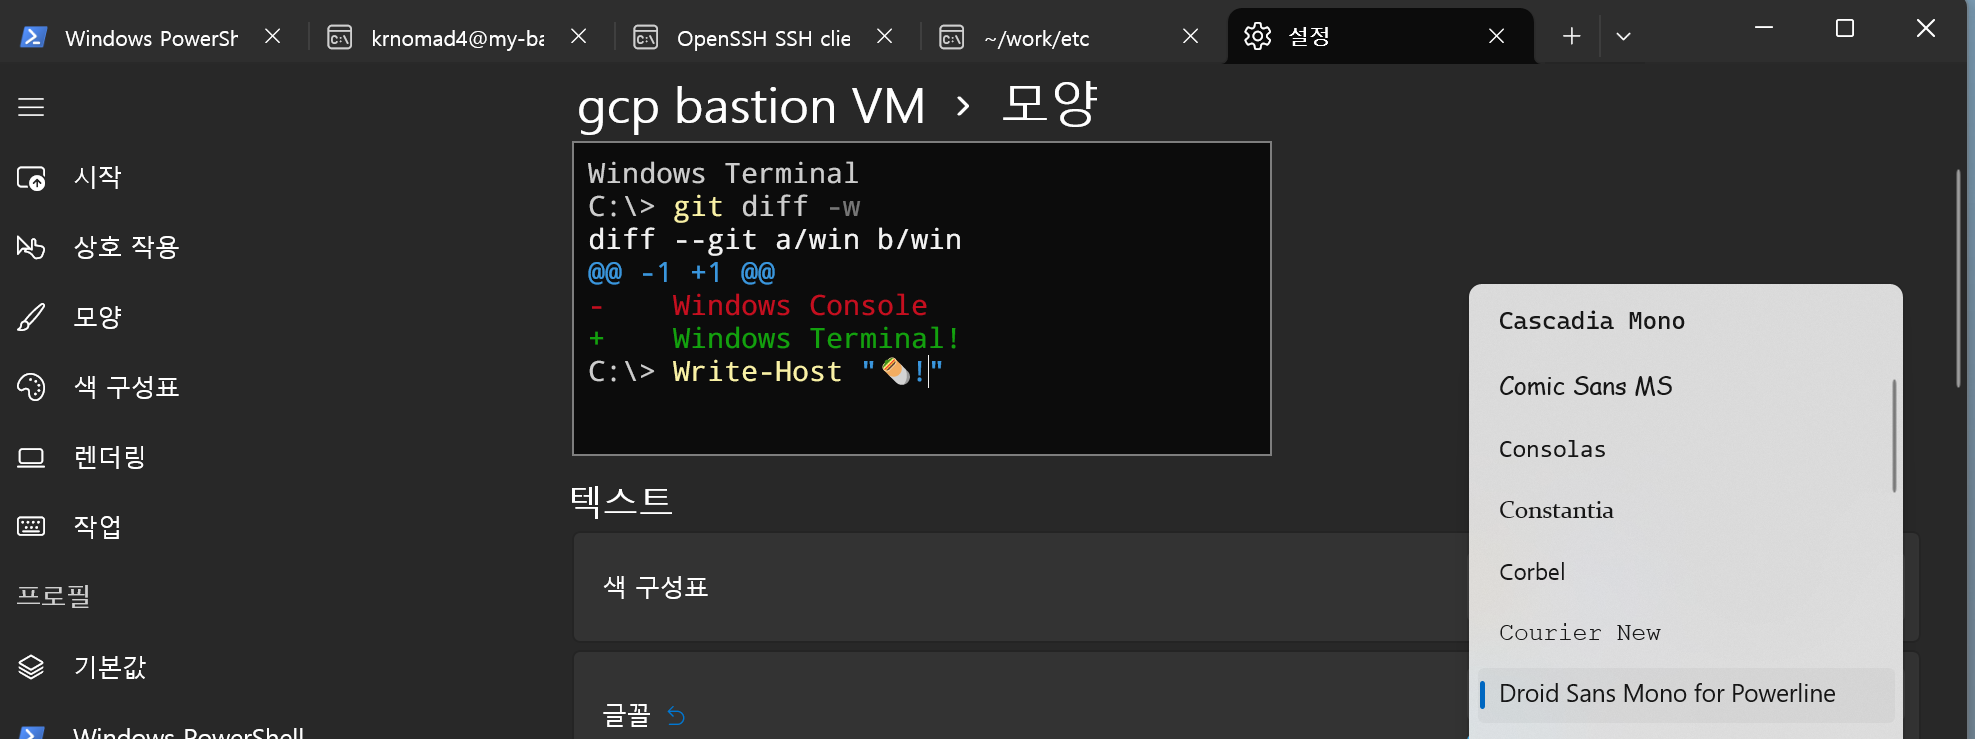 Windows PowerSh
krnomad4@my-ba
OpenSSH SSH clie
~/work/etc
설정
gcp bastion VM › 모양
시작
상호 작용
모양
색 구성표
렌더링
작업
프로필
기본값
Windows PowerShell
Windows Terminal
C:\> git diff -w
diff --git a/win b/win
@@ -1 +1 @@
-    Windows Console
+    Windows Terminal!
C:\> Write-Host "🌯!"
텍스트
색 구성표
글꼴
Cascadia Mono
Comic Sans MS
Consolas
Constantia
Corbel
Courier New
Droid Sans Mono for Powerline